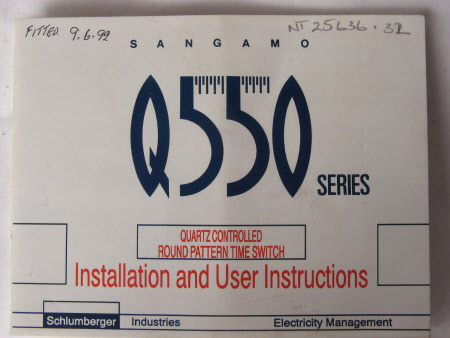 FITTED 9.6.92
NT 25636.32
SANGAMO
Q550
SERIES
QUARTZ CONTROLLED
ROUND PATTERN TIME SWITCH
Installation and User Instructions
Schlumberger Industries Electricity Management